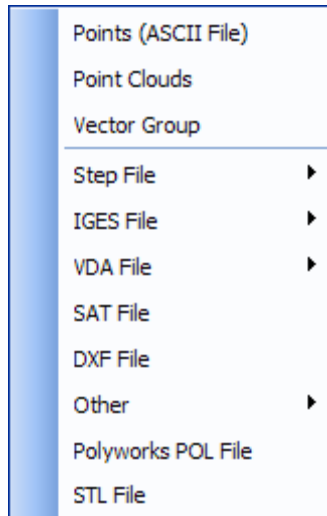 Points (ASCII File)
Point Clouds
Vector Group
Step File
IGES File
VDA File
SAT File
DXF File
Other
Polyworks POL File
STL File